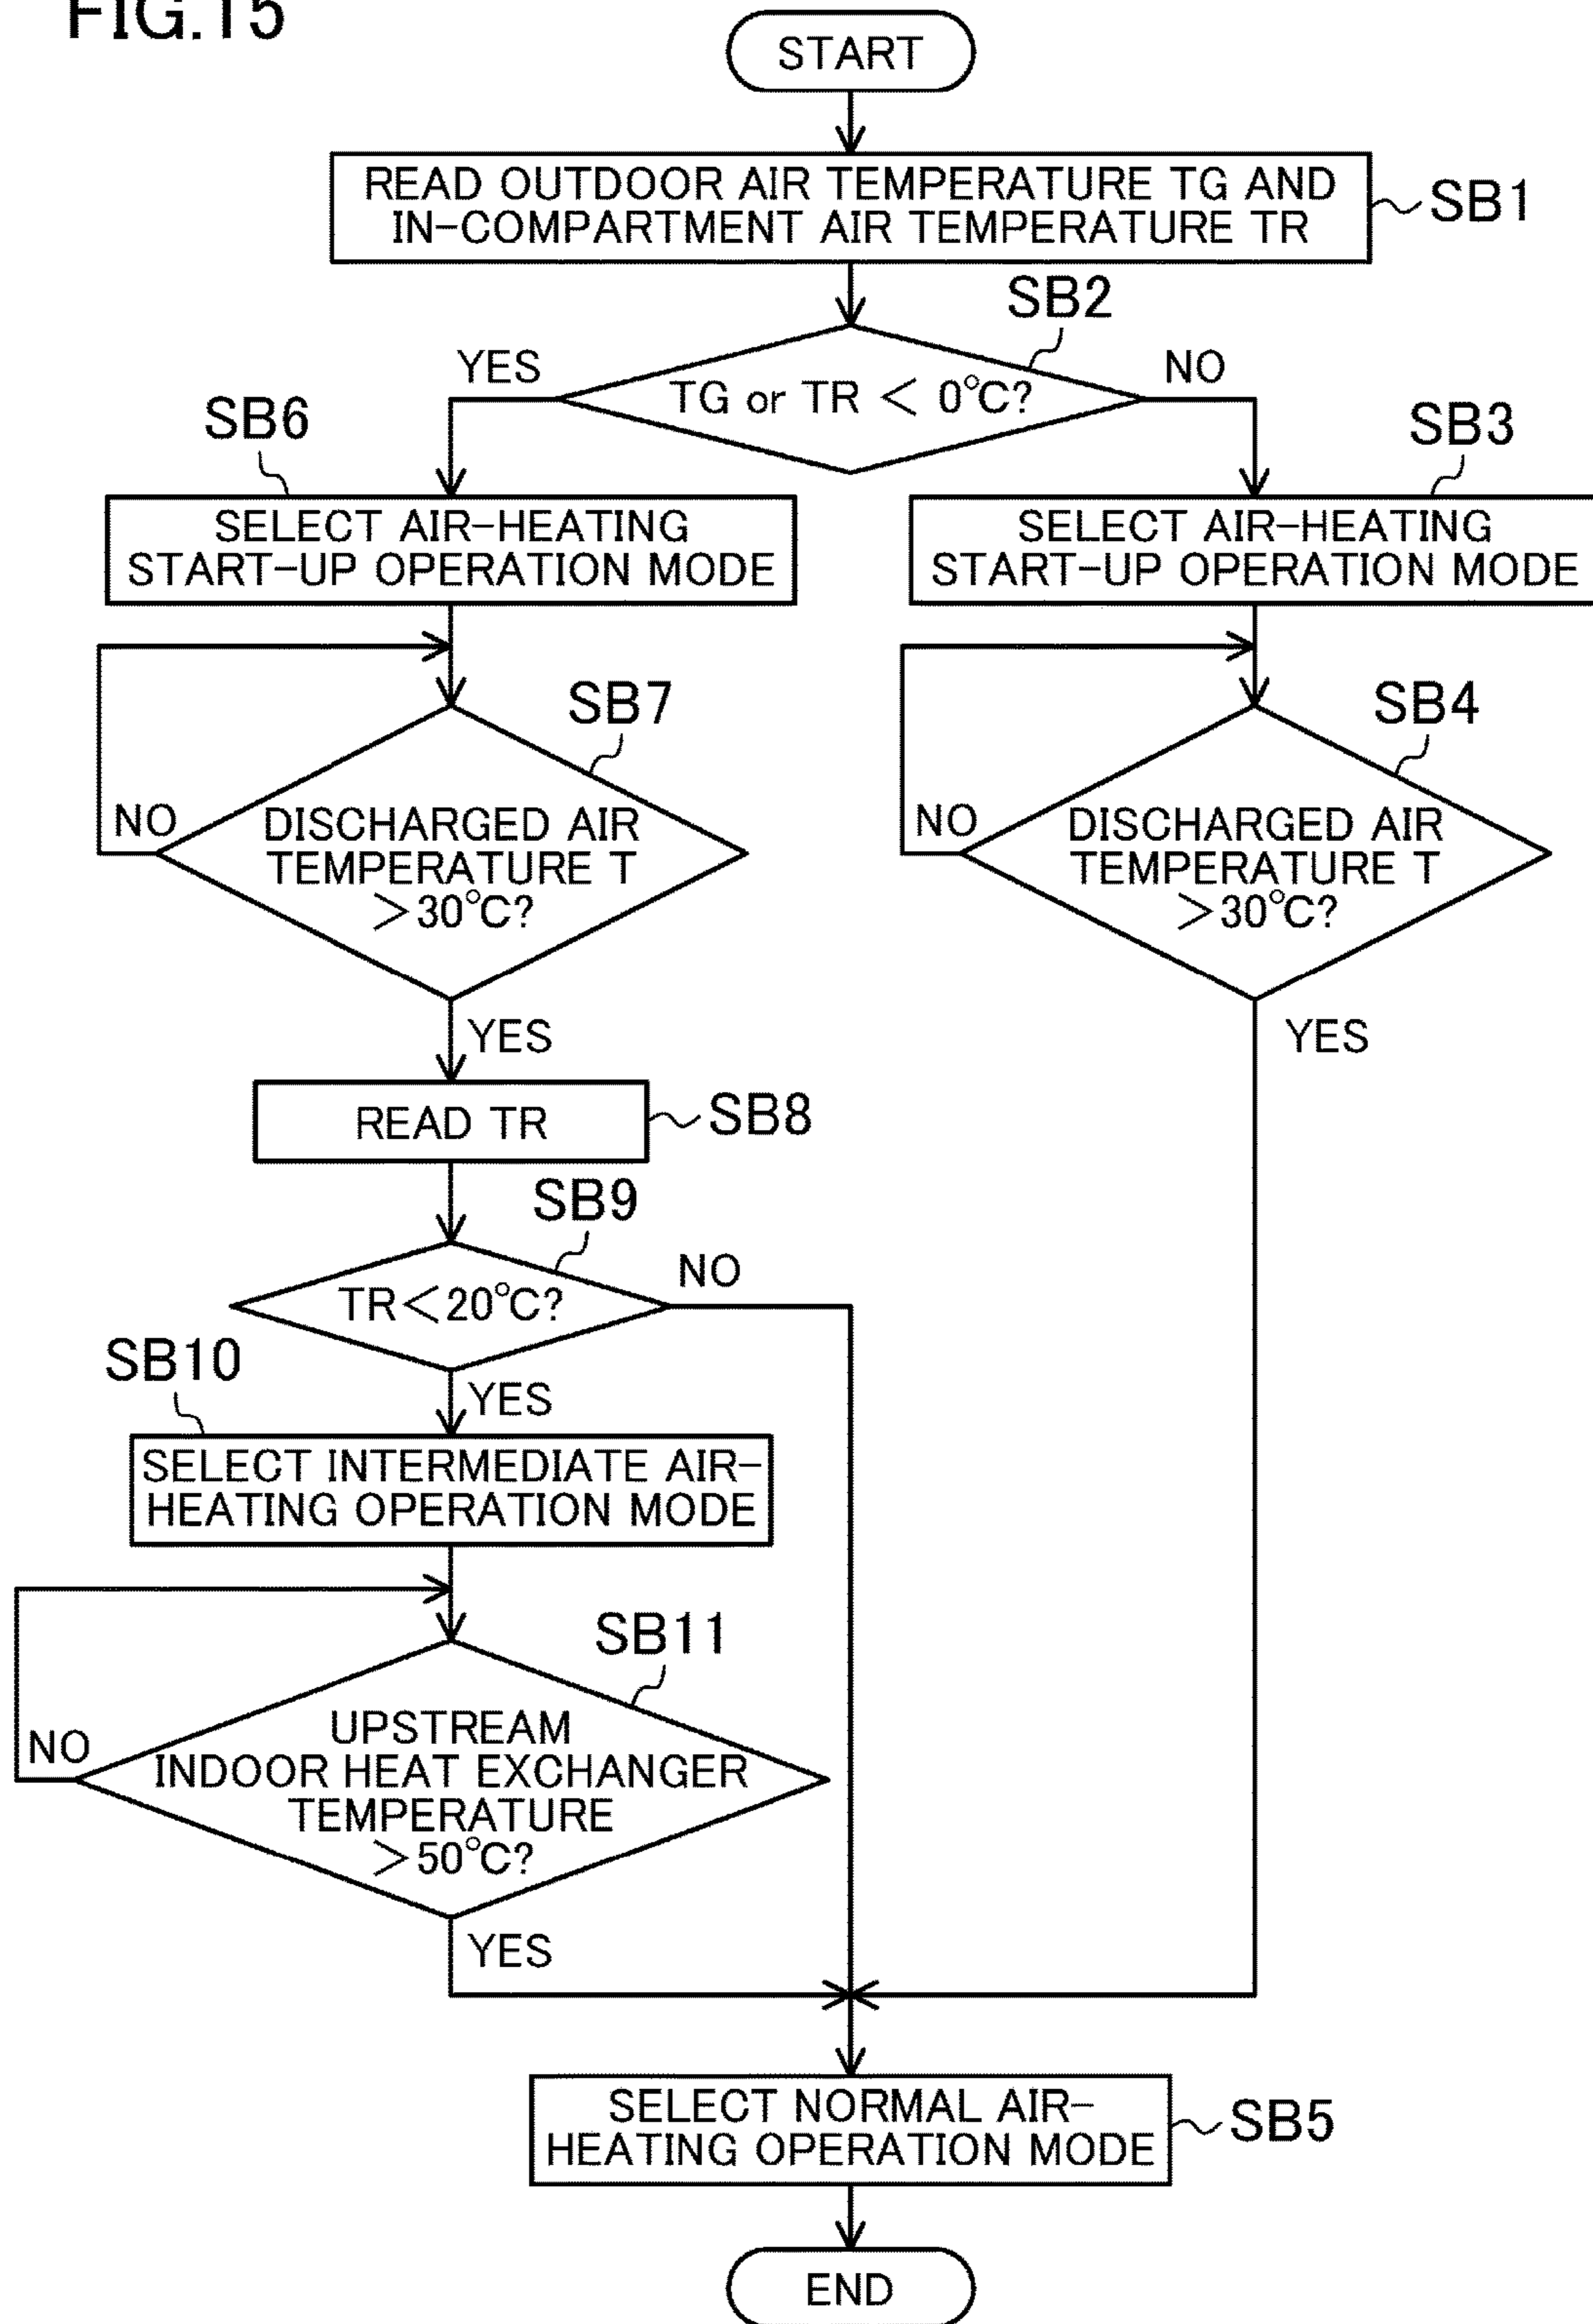 FIG.15
START
READ OUTDOOR AIR TEMPERATURE TG AND
IN-COMPARTMENT AIR TEMPERATURE TR
SB1
SB2
YES
TG or TR < 0°C?
NO
SB6
SELECT AIR-HEATING
START-UP OPERATION MODE
SB3
SELECT AIR-HEATING
START-UP OPERATION MODE
SB7
NO
DISCHARGED AIR
TEMPERATURE T
>30°C?
YES
SB4
NO
DISCHARGED AIR
TEMPERATURE T
>30°C?
YES
READ TR
SB8
SB9
TR<20°C?
NO
YES
SB10
SELECT INTERMEDIATE AIR-
HEATING OPERATION MODE
SB11
NO
UPSTREAM
INDOOR HEAT EXCHANGER
TEMPERATURE
>50°C?
YES
SELECT NORMAL AIR-
HEATING OPERATION MODE
SB5
END